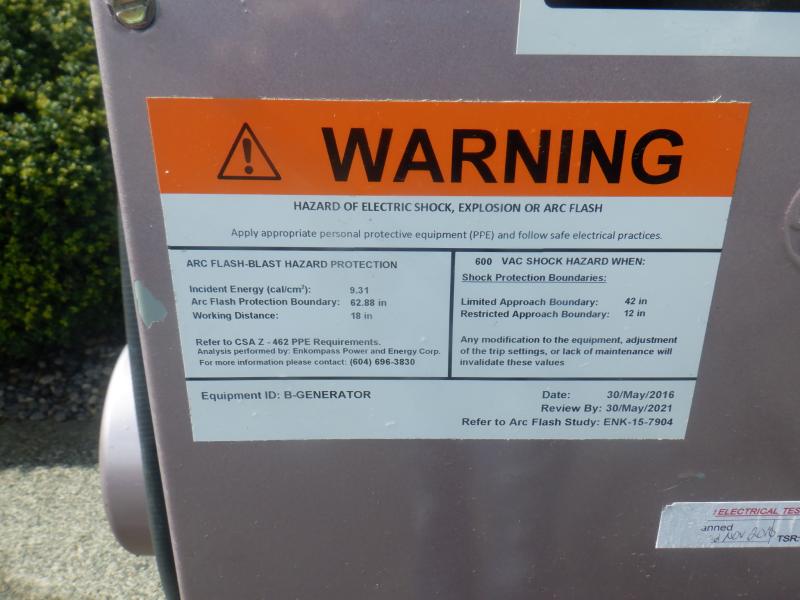 WARNING
HAZARD OF ELECTRIC SHOCK, EXPLOSION OR ARC FLASH
Apply appropriate personal protective equipment (PPE) and follow safe electrical practices.
ARC FLASH-BLAST HAZARD PROTECTION
Incident Energy (cal/cm²): 9.31
Arc Flash Protection Boundary: 62.88 in
Working Distance: 18 in
Refer to CSA Z - 462 PPE Requirements.
Analysis performed by: Enkompass Power and Energy Corp.
For more information please contact: (604) 696-3830
600 VAC SHOCK HAZARD WHEN:
Shock Protection Boundaries:
Limited Approach Boundary: 42 in
Restricted Approach Boundary: 12 in
Any modification to the equipment, adjustment
of the trip settings, or lack of maintenance will
invalidate these values
Equipment ID: B-GENERATOR
Date: 30/May/2016
Review By: 30/May/2021
Refer to Arc Flash Study: ENK-15-7904
ELECTRICAL TES
anned
Nov
TSR: